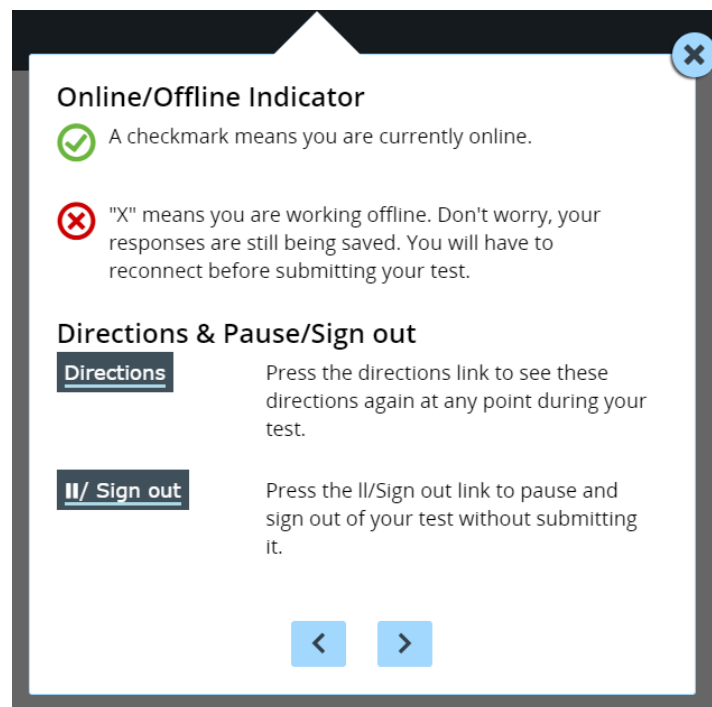 Online/Offline Indicator
A checkmark means you are currently online.
"X" means you are working offline. Don't worry, your
responses are still being saved. You will have to
reconnect before submitting your test.
Directions & Pause/Sign out
Directions
Press the directions link to see these
directions again at any point during your
test.
II/ Sign out
Press the ll/Sign out link to pause and
sign out of your test without submitting
it.